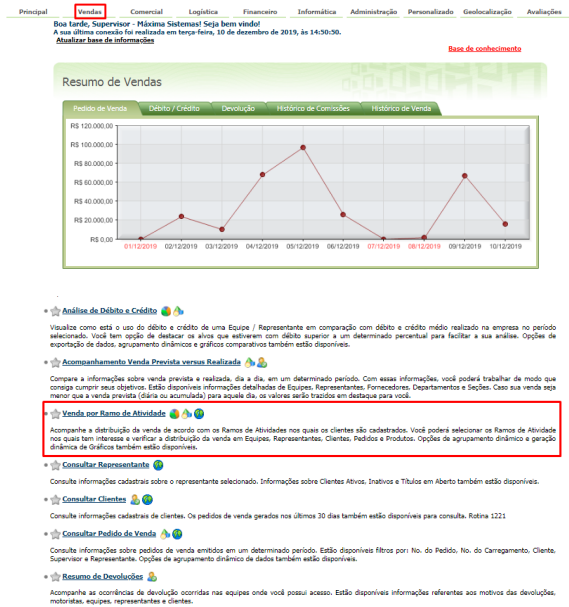 Principal Vendas Comercial Logística Financeiro Informática Administração Personalizado Geolocalização Avaliações
Boa tarde, Supervisor - Máxima Sistemas! Seja bem vindo!
A sua última conexão foi realizada em terça-feira, 10 de dezembro de 2019, às 14:50:50.
Atualizar base de informações
Base de conhecimento
Resumo de Vendas
Pedido de Venda Débito / Crédito Devolução Histórico de Comissões Histórico de Venda
R$ 120.000,00
R$ 100.000,00
R$ 80.000,00
R$ 60.000,00
R$ 40.000,00
R$ 20.000,00
R$ 0,00
01/12/2019 02/12/2019 03/12/2019 04/12/2019 05/12/2019 06/12/2019 07/12/2019 08/12/2019 09/12/2019 10/12/2019
Análise de Débito e Crédito
Visualize como está o uso do débito e crédito de uma Equipe / Representante em comparação com débito e crédito médio realizado na empresa no período
selecionado. Você tem opção de destacar os alvos que estiverem com débito superior a um determinado percentual para facilitar a sua análise. Opções de
exportação de dados, agrupamento dinâmicos e gráficos comparativos também estão disponíveis.
Acompanhamento Venda Prevista versus Realizada
Compare a informações sobre venda prevista e realizada, dia a dia, em um determinado período. Com essas informações, você poderá trabalhar de modo que
consiga cumprir seus objetivos. Estão disponíveis informações detalhadas de Equipes, Representantes, Fornecedores, Departamentos e Seções. Caso sua venda seja
menor que a venda prevista (diária ou acumulada) para aquele dia, os valores serão trazidos em destaque para você.
Venda por Ramo de Atividade
Acompanhe a distribuição da venda de acordo com os Ramos de Atividades nos quais os clientes são cadastrados. Você poderá selecionar os Ramos de Atividade
nos quais tem interesse e verificar a distribuição da venda em Equipes, Representantes, Clientes, Pedidos e Produtos. Opções de agrupamento dinâmico e geração
dinâmica de Gráficos também estão disponíveis.
Consultar Representante
Consulte informações cadastrais sobre o representante selecionado. Informações sobre Clientes Ativos, Inativos e Títulos em Aberto também estão disponíveis.
Consultar Clientes
Consulte informações cadastrais de clientes. Os pedidos de venda gerados nos últimos 30 dias também estão disponíveis para consulta. Rotina 1221
Consultar Pedido de Venda
Consulte informações sobre pedidos de venda emitidos em um determinado período. Estão disponíveis filtros por: No. do Pedido, No. do Carregamento, Cliente,
Supervisor e Representante. Opções de agrupamento dinâmico de dados também estão disponíveis.
Resumo de Devoluções
Acompanhe as ocorrências de devolução ocorridas nas equipes onde você possui acesso. Estão disponíveis informações referentes aos motivos das devoluções,
motoristas, equipes, representantes e clientes.